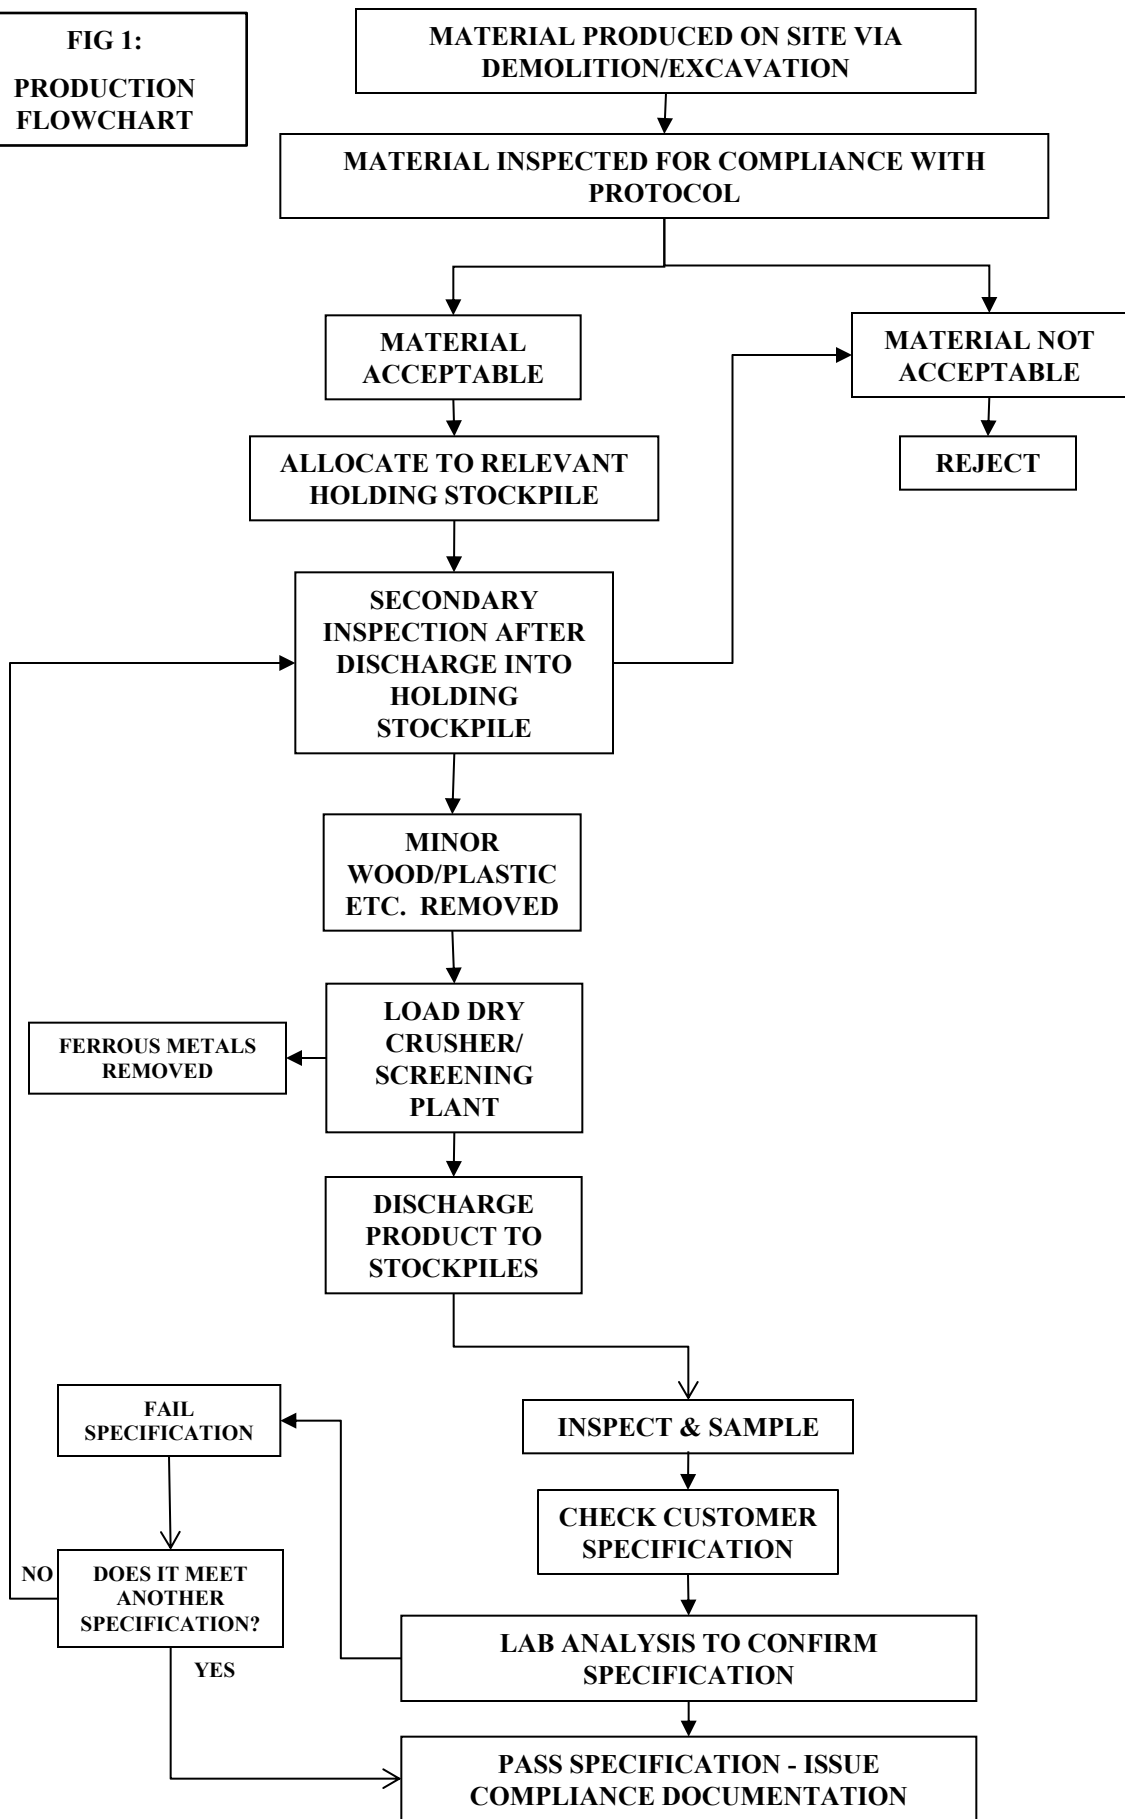 FIG 1:
PRODUCTION
FLOWCHART
MATERIAL PRODUCED ON SITE VIA
DEMOLITION/EXCAVATION
MATERIAL INSPECTED FOR COMPLIANCE WITH
PROTOCOL
MATERIAL
ACCEPTABLE
MATERIAL NOT
ACCEPTABLE
ALLOCATE TO RELEVANT
HOLDING STOCKPILE
REJECT
SECONDARY
INSPECTION AFTER
DISCHARGE INTO
HOLDING
STOCKPILE
MINOR
WOOD/PLASTIC
ETC. REMOVED
LOAD DRY
CRUSHER/
SCREENING
PLANT
FERROUS METALS
REMOVED
DISCHARGE
PRODUCT TO
STOCKPILES
FAIL
SPECIFICATION
INSPECT & SAMPLE
CHECK CUSTOMER
SPECIFICATION
NO
DOES IT MEET
ANOTHER
SPECIFICATION?
YES
LAB ANALYSIS TO CONFIRM
SPECIFICATION
PASS SPECIFICATION - ISSUE
COMPLIANCE DOCUMENTATION